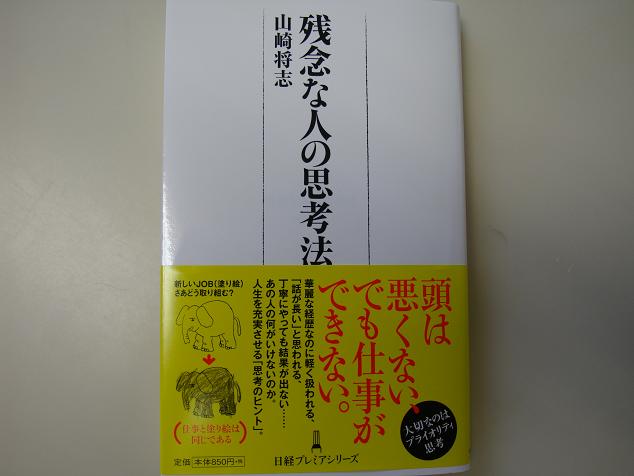 残念な人の思考法
山崎将志
頭は
悪くない、
でも仕事が
できない。
華麗な経歴なのに軽く扱われる、
「話が長い」と思われる、
丁寧にやっても結果が出ない……
あの人の何がいけないのか。
人生を充実させる「思考のヒント」。
新しいJOB(塗り絵)
さあどう取り組む?
(仕事と塗り絵は
同じである)
大切なのは
プライオリティ
思考
定価 本体850円+税
日経プレミアシリーズ